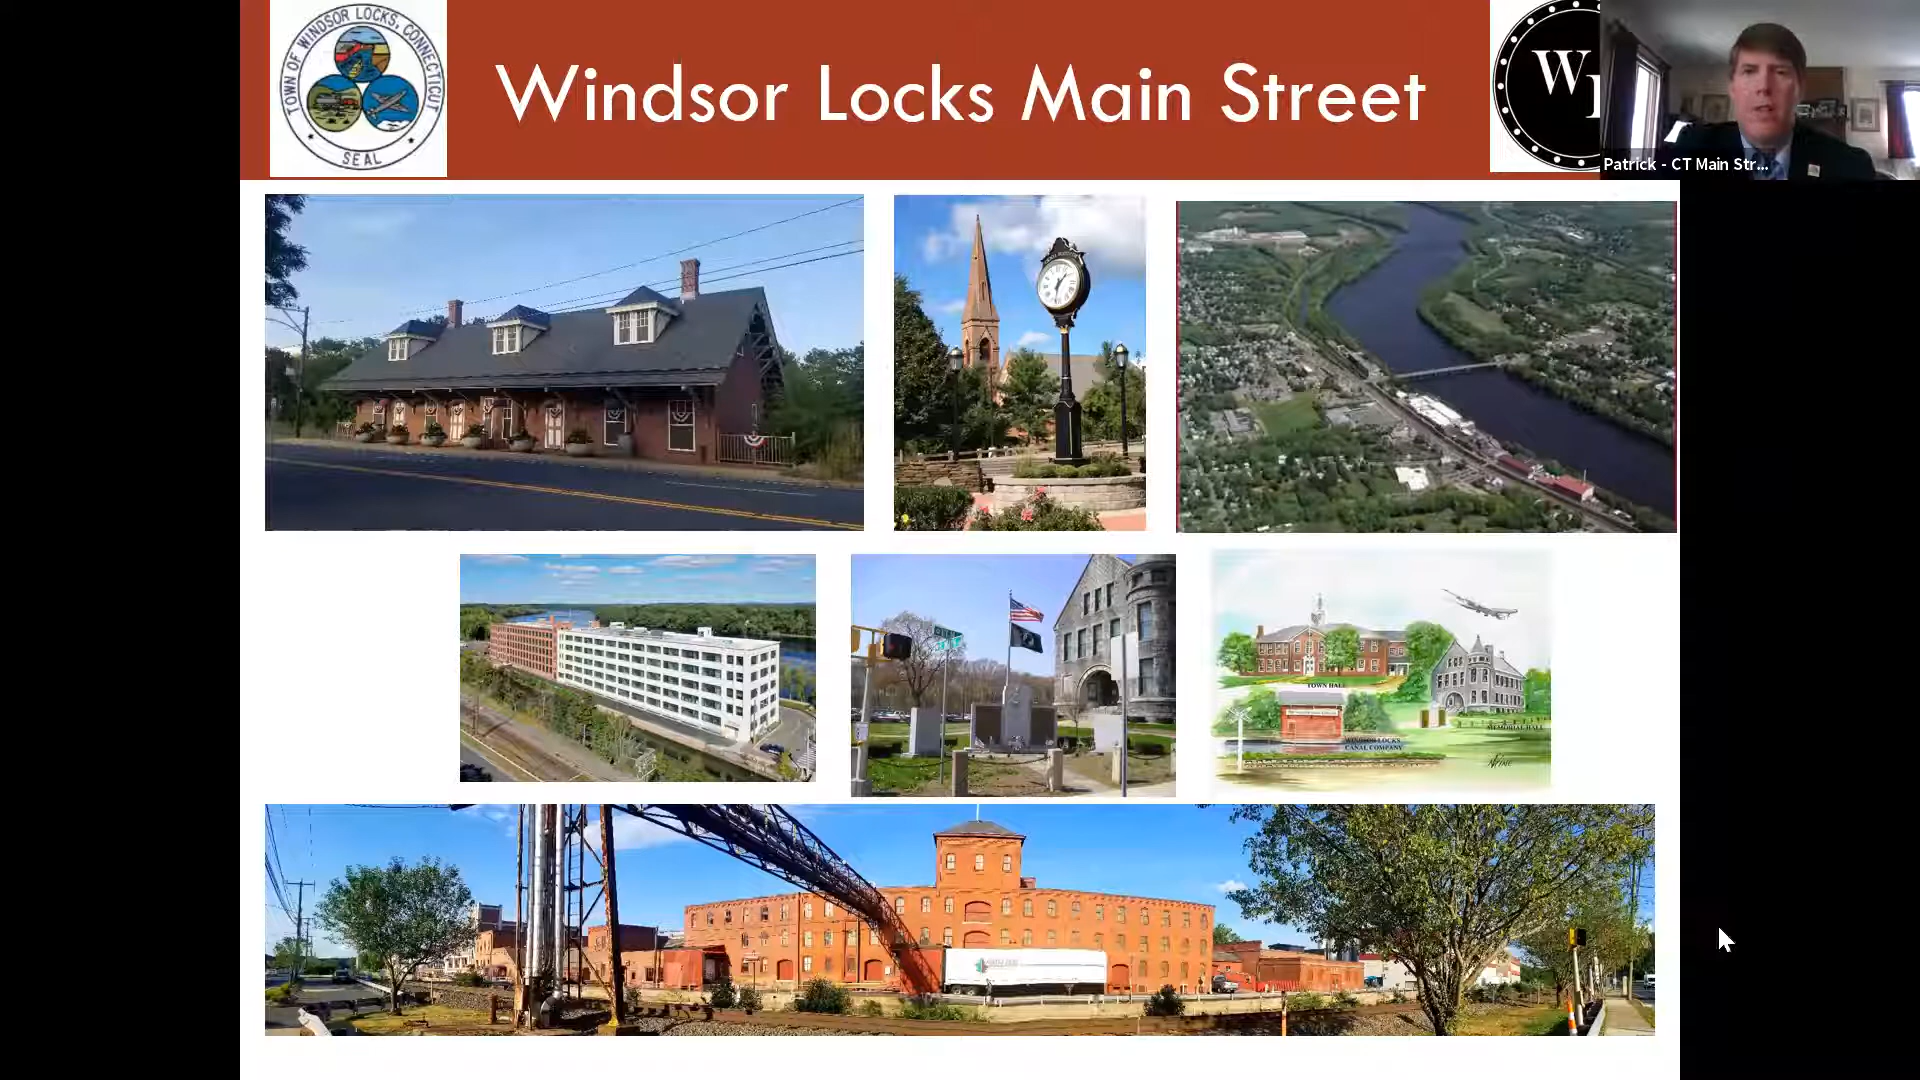 TOWN OF WINDSOR LOCKS, CONNECTICUT
SEAL
Windsor Locks Main Street
W
Patrick - CT Main Str...
TOWN HALL
MEMORIAL HALL
WINDSOR LOCKS
CANAL COMPANY